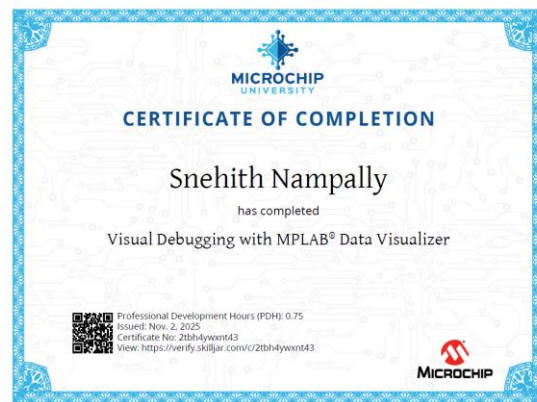 MICROCHIP
UNIVERSITY
CERTIFICATE OF COMPLETION
Snehith Nampally
has completed
Visual Debugging with MPLAB® Data Visualizer
Professional Development Hours (PDH): 0.75
Issued: Nov. 2, 2025
Certificate No: 2tbh4ywxnt43
View: https://verify.skilljar.com/c/2tbh4ywxnt43
MICROCHIP